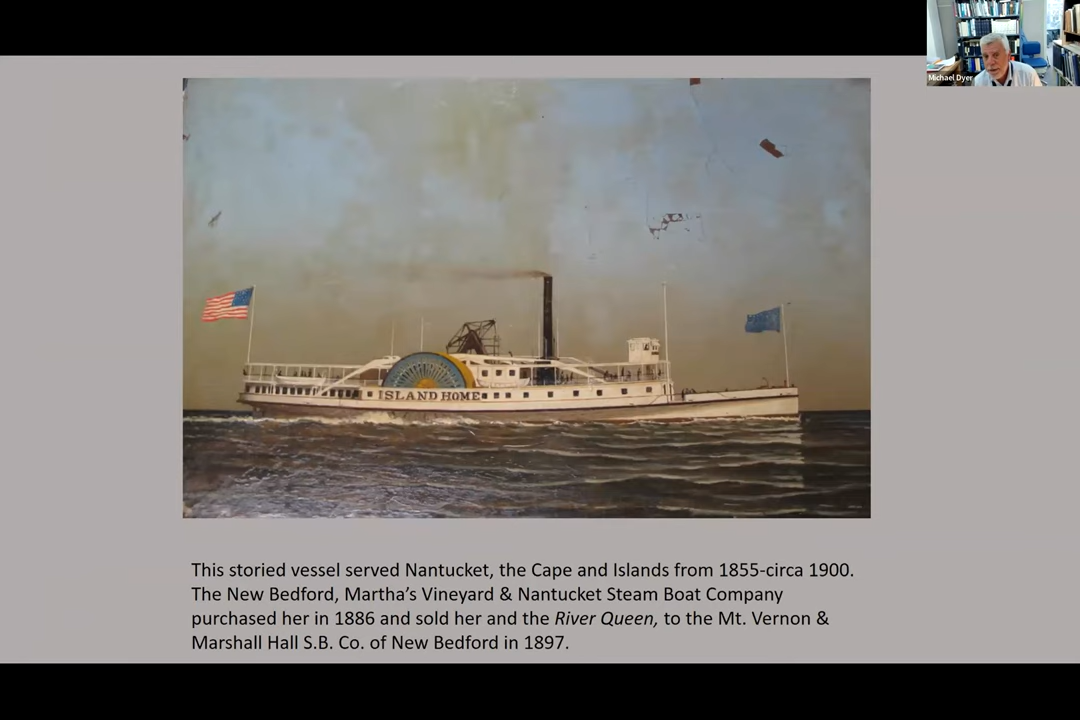 Michael Dyer
ISLAND HOME
This storied vessel served Nantucket, the Cape and Islands from 1855-circa 1900.
The New Bedford, Martha’s Vineyard & Nantucket Steam Boat Company
purchased her in 1886 and sold her and the River Queen, to the Mt. Vernon &
Marshall Hall S.B. Co. of New Bedford in 1897.